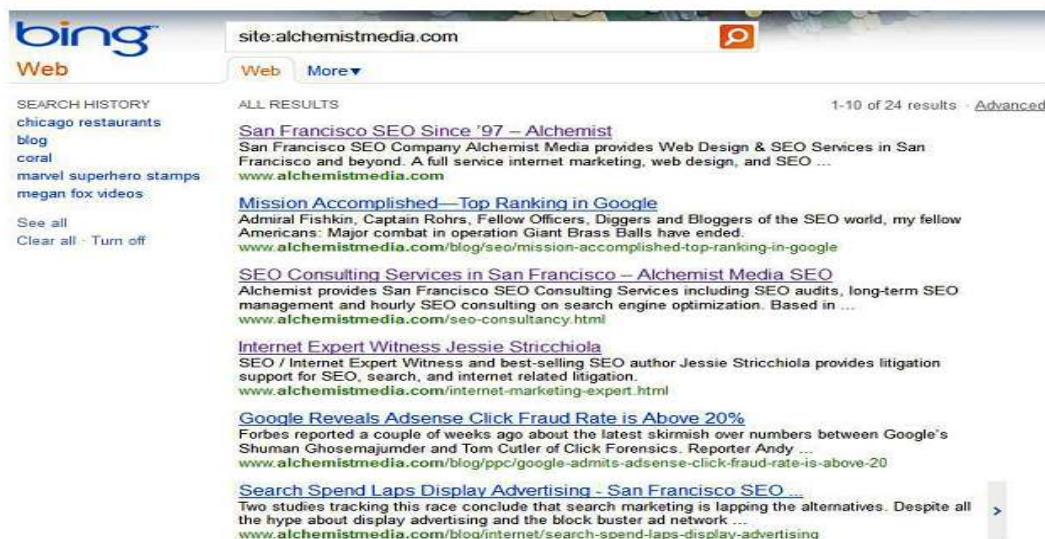 bing
site:alchemistmedia.com
Web
Web More▾
SEARCH HISTORY
chicago restaurants
blog
coral
marvel superhero stamps
megan fox videos
See all
Clear all · Turn off
ALL RESULTS
1-10 of 24 results · Advanced
San Francisco SEO Since '97 – Alchemist
San Francisco SEO Company Alchemist Media provides Web Design & SEO Services in San
Francisco and beyond. A full service internet marketing, web design, and SEO ...
www.alchemistmedia.com
Mission Accomplished—Top Ranking in Google
Admiral Fishkin, Captain Rohrs, Fellow Officers, Diggers and Bloggers of the SEO world, my fellow
Americans: Major combat in operation Giant Brass Balls have ended.
www.alchemistmedia.com/blog/seo/mission-accomplished-top-ranking-in-google
SEO Consulting Services in San Francisco – Alchemist Media SEO
Alchemist provides San Francisco SEO Consulting Services including SEO audits, long-term SEO
management and hourly SEO consulting on search engine optimization. Based in ...
www.alchemistmedia.com/seo-consultancy.html
Internet Expert Witness Jessie Stricchiola
SEO / Internet Expert Witness and best-selling SEO author Jessie Stricchiola provides litigation
support for SEO, search, and internet related litigation.
www.alchemistmedia.com/internet-marketing-expert.html
Google Reveals Adsense Click Fraud Rate is Above 20%
Forbes reported a couple of weeks ago about the latest skirmish over numbers between Google's
Shuman Ghosemajumder and Tom Cutler of Click Forensics. Reporter Andy ...
www.alchemistmedia.com/blog/ppc/google-admits-adsense-click-fraud-rate-is-above-20
Search Spend Laps Display Advertising - San Francisco SEO ...
Two studies tracking this race conclude that search marketing is lapping the alternatives. Despite all
the hype about display advertising and the block buster ad network ...
www.alchemistmedia.com/blog/internet/search-spend-laps-display-advertising